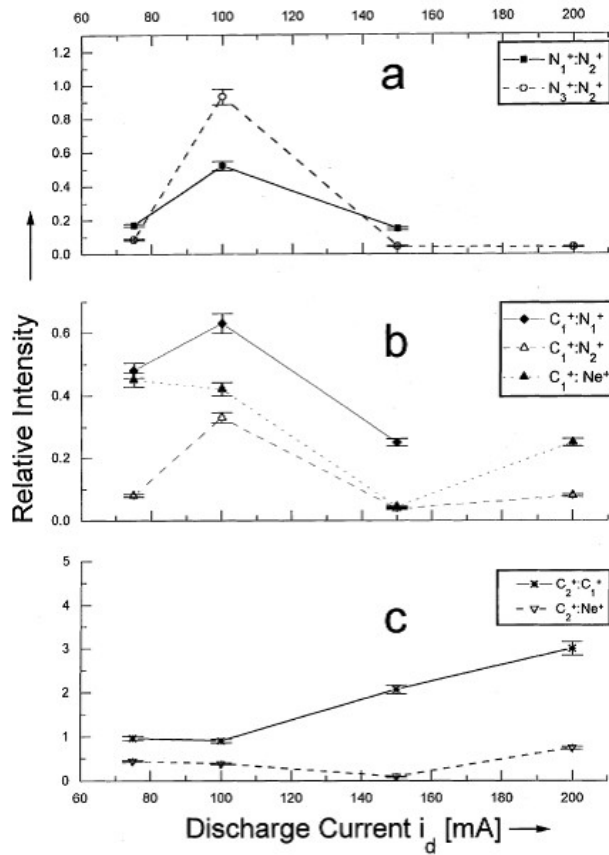 60 80 100 120 140 160 180 200
1.2
1.0
0.8
0.6
0.4
0.2
0.0
a
N₁⁺:N₂⁺
N₃⁺:N₂⁺
0.6
0.4
0.2
0.0
b
C₁⁺:N₁⁺
C₁⁺:N₂⁺
C₁⁺: Ne⁺
Relative Intensity
5
4
3
2
1
0
c
C₂⁺:C₁⁺
C₂⁺:Ne⁺
60 80 100 120 140 160 180 200
Discharge Current i_d [mA]